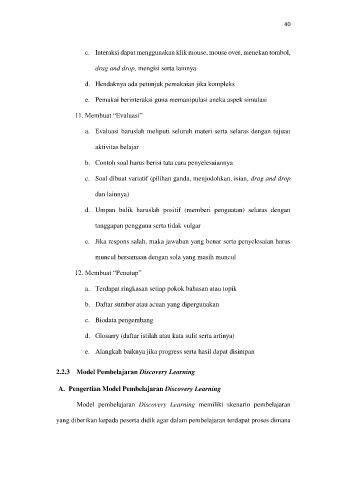 40
c. Interaksi dapat menggunakan klik mouse, mouse over, menekan tombol,
drag and drop, mengisi serta lainnya
d. Hendaknya ada petunjuk pemakaian jika kompleks
e. Pemakai berinteraksi guna memanipulasi aneka aspek simulasi
11. Membuat “Evaluasi”
a. Evaluasi haruslah meliputi seluruh materi serta selaras dengan tujuan
aktivitas belajar
b. Contoh soal harus berisi tata cara penyelesaiannya
c. Soal dibuat variatif (pilihan ganda, menjodohkan, isian, drag and drop
dan lainnya)
d. Umpan balik haruslah positif (memberi penguatan) selaras dengan
tanggapan pengguna serta tidak vulgar
e. Jika respons salah, maka jawaban yang benar serta penyelesaian harus
muncul bersamaan dengan sola yang masih muncul
12. Membuat “Penutup”
a. Terdapat ringkasan setiap pokok bahasan atau topik
b. Daftar sumber atau acuan yang dipergunakan
c. Biodata pengembang
d. Glosarry (daftar istilah atau kata sulit serta artinya)
e. Alangkah baiknya jika progress serta hasil dapat disimpan
2.2.3 Model Pembelajaran Discovery Learning
A. Pengertian Model Pembelajaran Discovery Learning
Model pembelajaran Discovery Learning memiliki skenario pembelajaran
yang diberikan kepada peserta didik agar dalam pembelajaran terdapat proses dimana